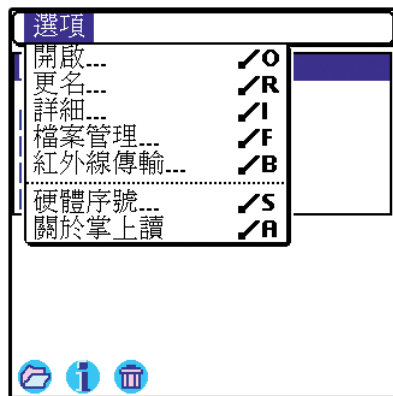 選項
開啟... ／O
更名... ／R
詳細... ／I
檔案管理... ／F
紅外線傳輸... ／B
硬體序號... ／S
關於掌上讀 ／A